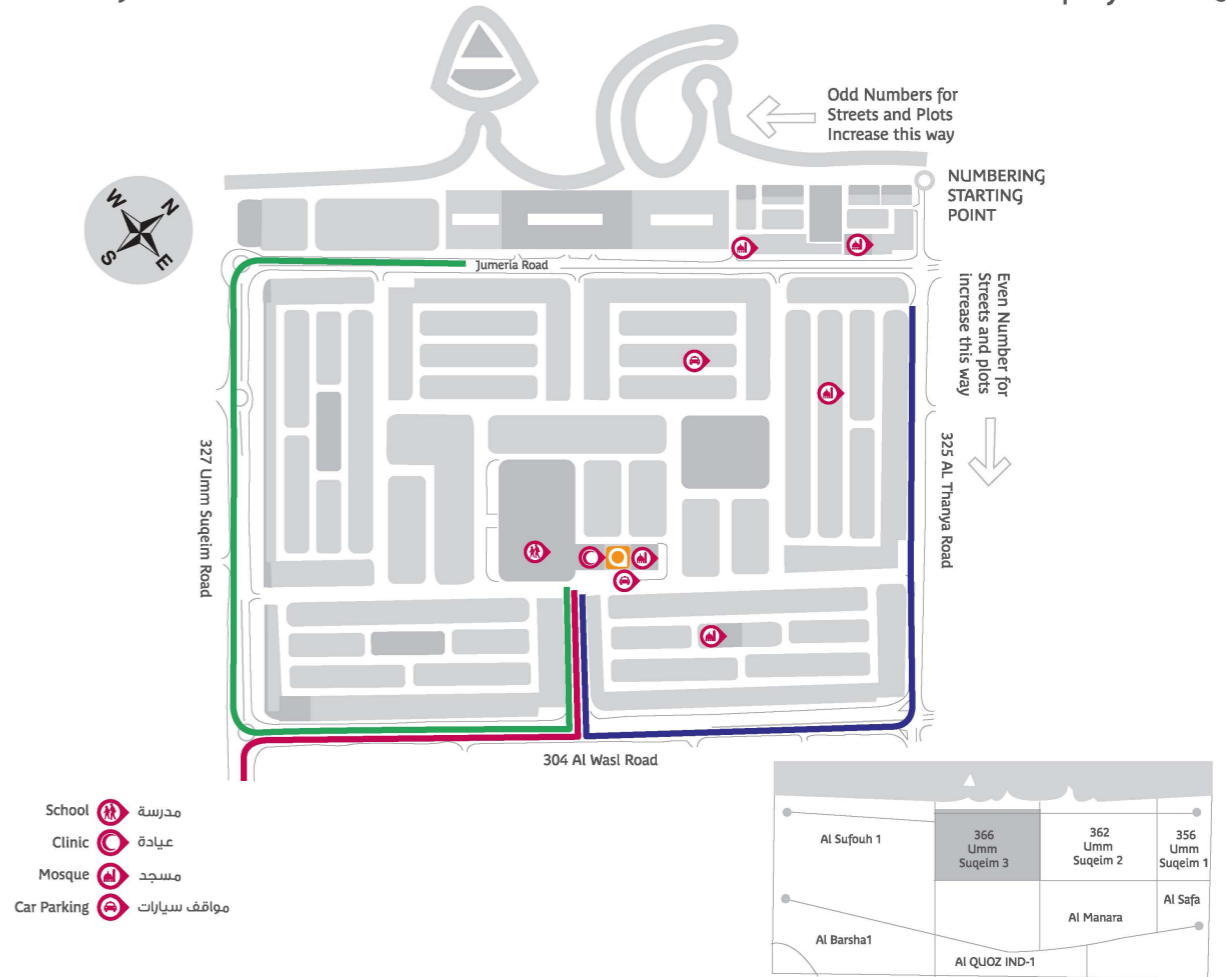 Odd Numbers for
Streets and Plots
Increase this way
NUMBERING
STARTING
POINT
W
N
S
E
Jumeria Road
Even Number for
Streets and plots
increase this way
327 Umm Suqeim Road
325 AL Thanya Road
304 Al Wasl Road
School مدرسة
Clinic عيادة
Mosque مسجد
Car Parking مواقف سيارات
Al Sufouh 1
366
Umm
Suqeim 3
362
Umm
Suqeim 2
356
Umm
Suqeim 1
Al Safa
Al Manara
Al Barsha1
Al QUOZ IND-1